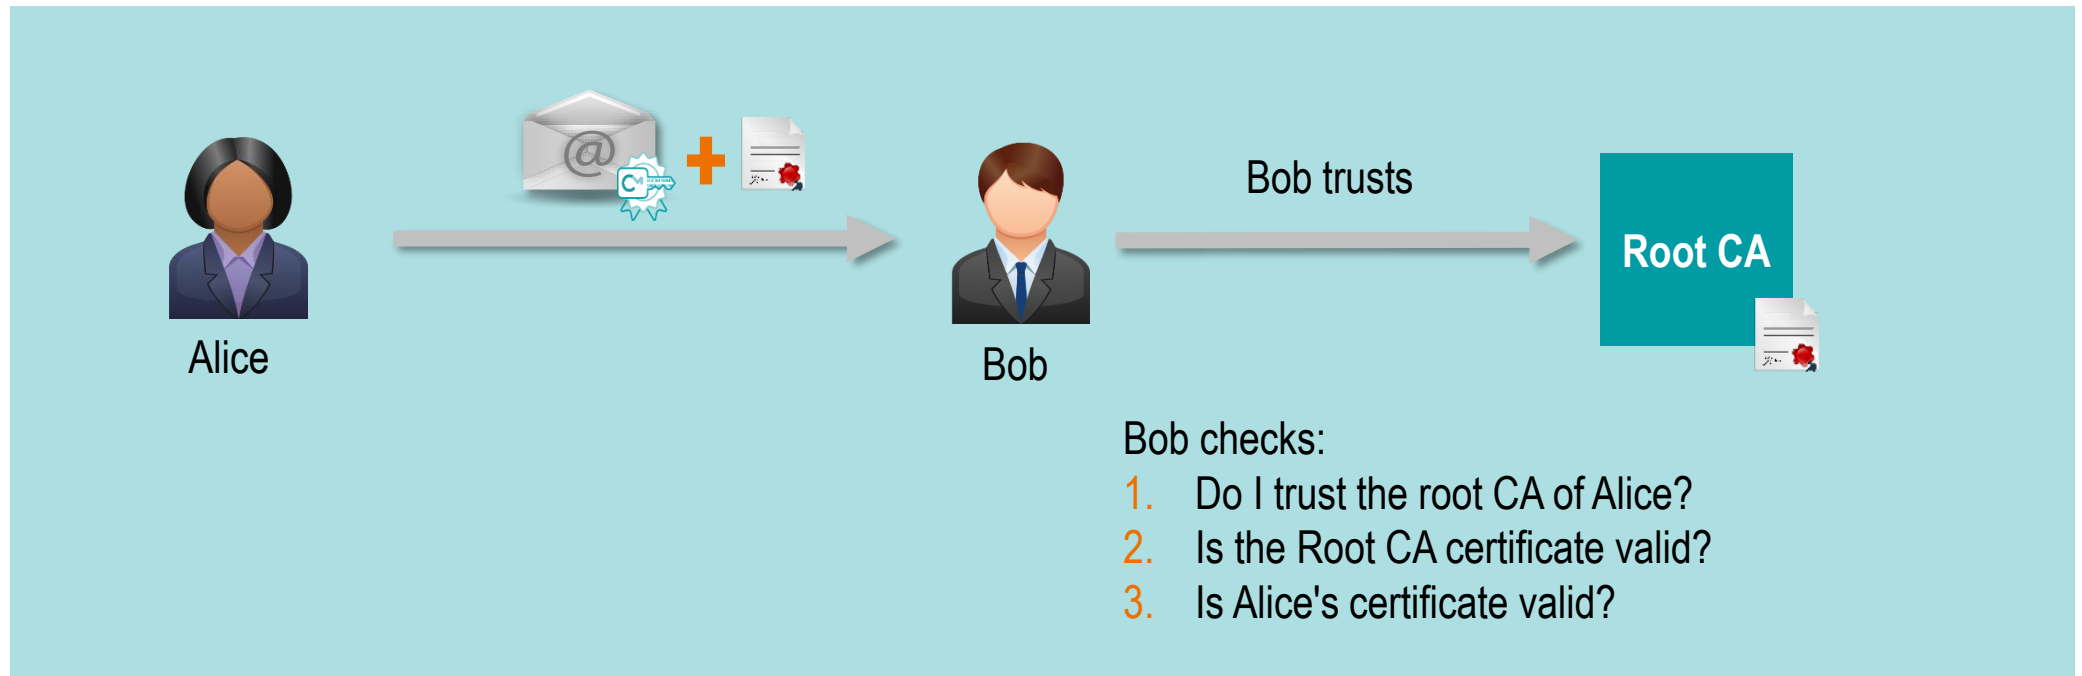 @
Bob trusts
Root CA
Alice
Bob
Bob checks:
1. Do I trust the root CA of Alice?
2. Is the Root CA certificate valid?
3. Is Alice's certificate valid?